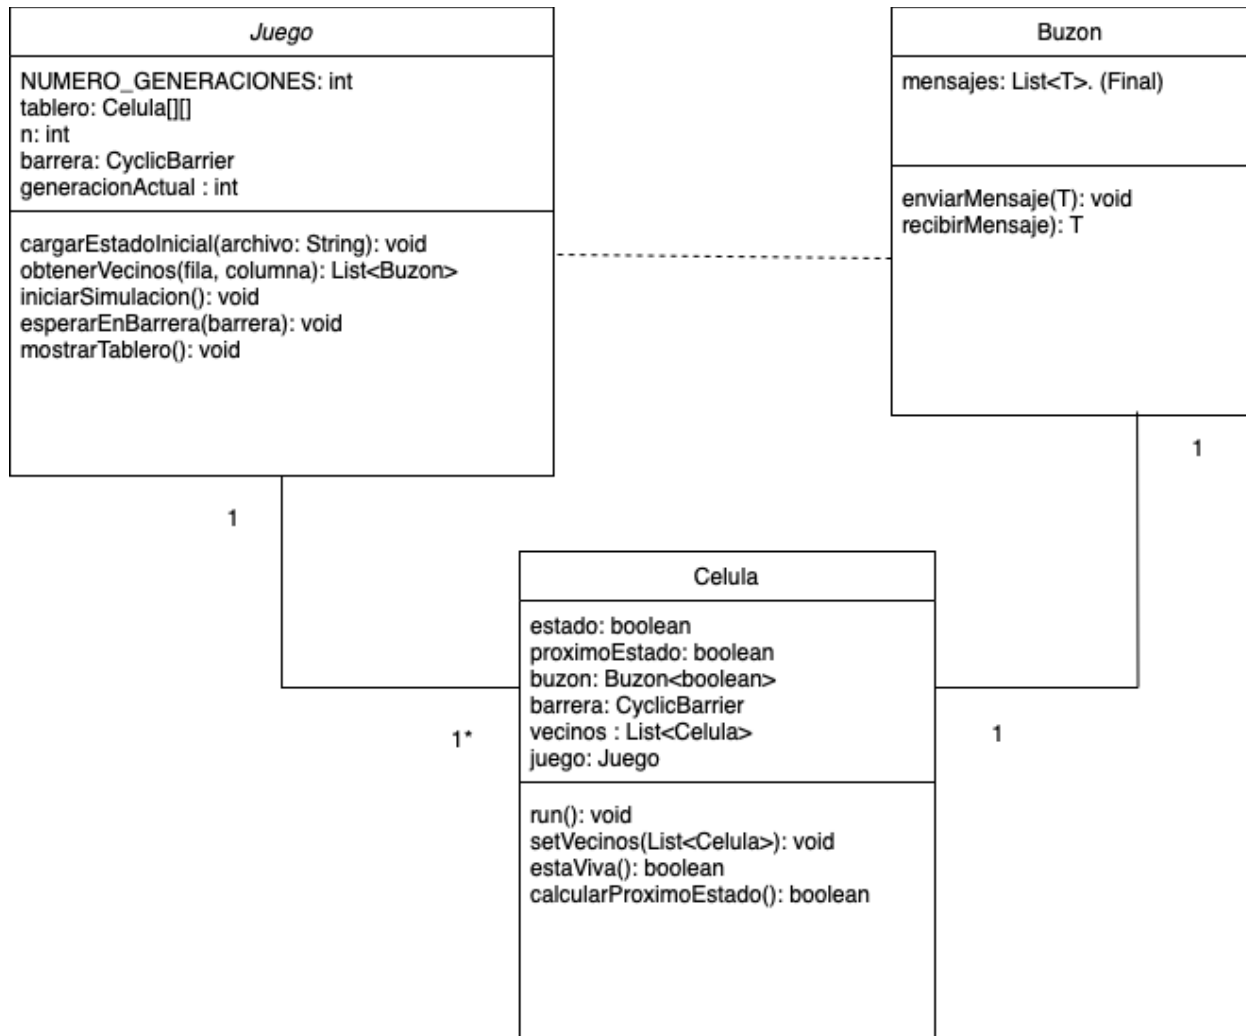 Juego
NUMERO_GENERACIONES: int
tablero: Celula[][]
n: int
barrera: CyclicBarrier
generacionActual : int
cargarEstadoInicial(archivo: String): void
obtenerVecinos(fila, columna): List<Buzon>
iniciarSimulacion(): void
esperarEnBarrera(barrera): void
mostrarTablero(): void
Buzon
mensajes: List<T>. (Final)
enviarMensaje(T): void
recibirMensaje): T
1
1
Celula
estado: boolean
proximoEstado: boolean
buzon: Buzon<boolean>
barrera: CyclicBarrier
vecinos : List<Celula>
juego: Juego
run(): void
setVecinos(List<Celula>): void
estaViva(): boolean
calcularProximoEstado(): boolean
1*
1